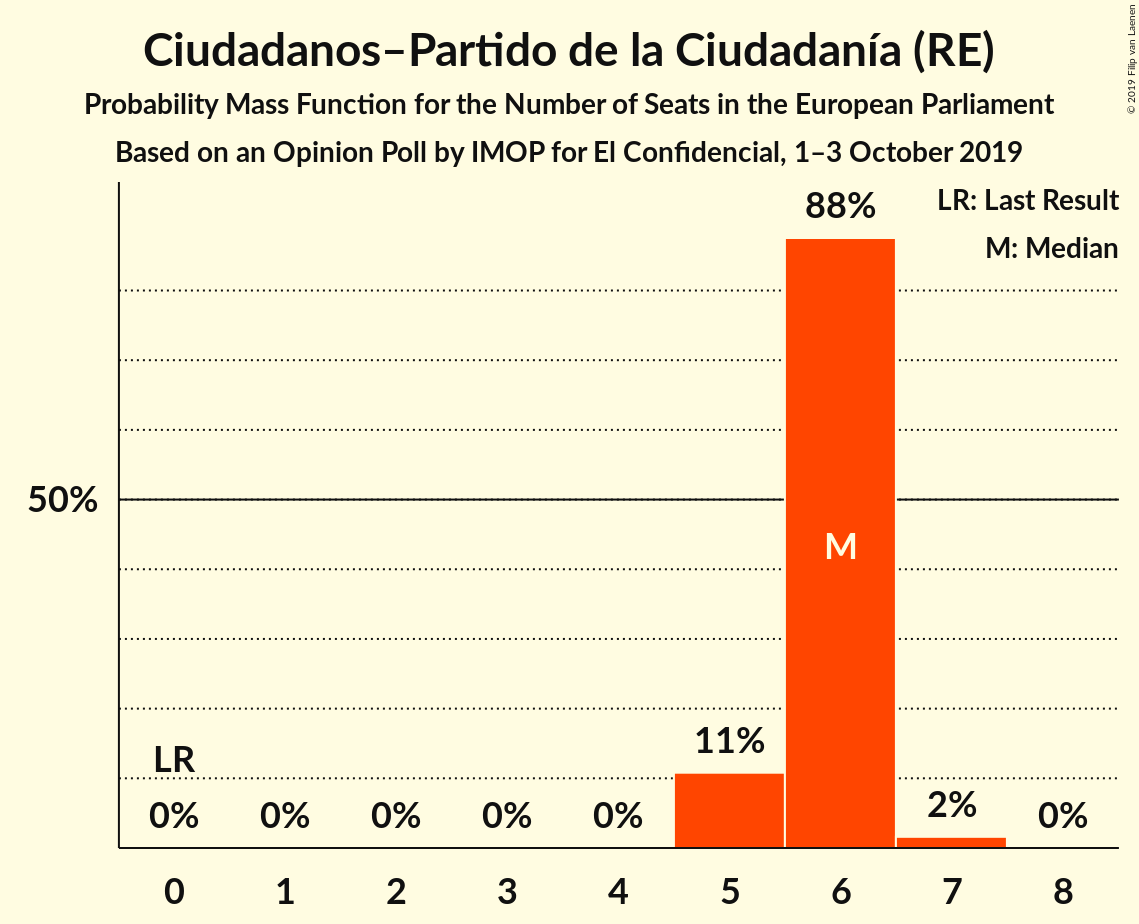 Ciudadanos–Partido de la Ciudadanía (RE)
Probability Mass Function for the Number of Seats in the European Parliament
Based on an Opinion Poll by IMOP for El Confidencial, 1–3 October 2019
© 2019 Filip van Laenen
LR: Last Result
M: Median
88%
50%
M
11%
LR
0%
0%
0%
0%
0%
2%
0%
0
1
2
3
4
5
6
7
8